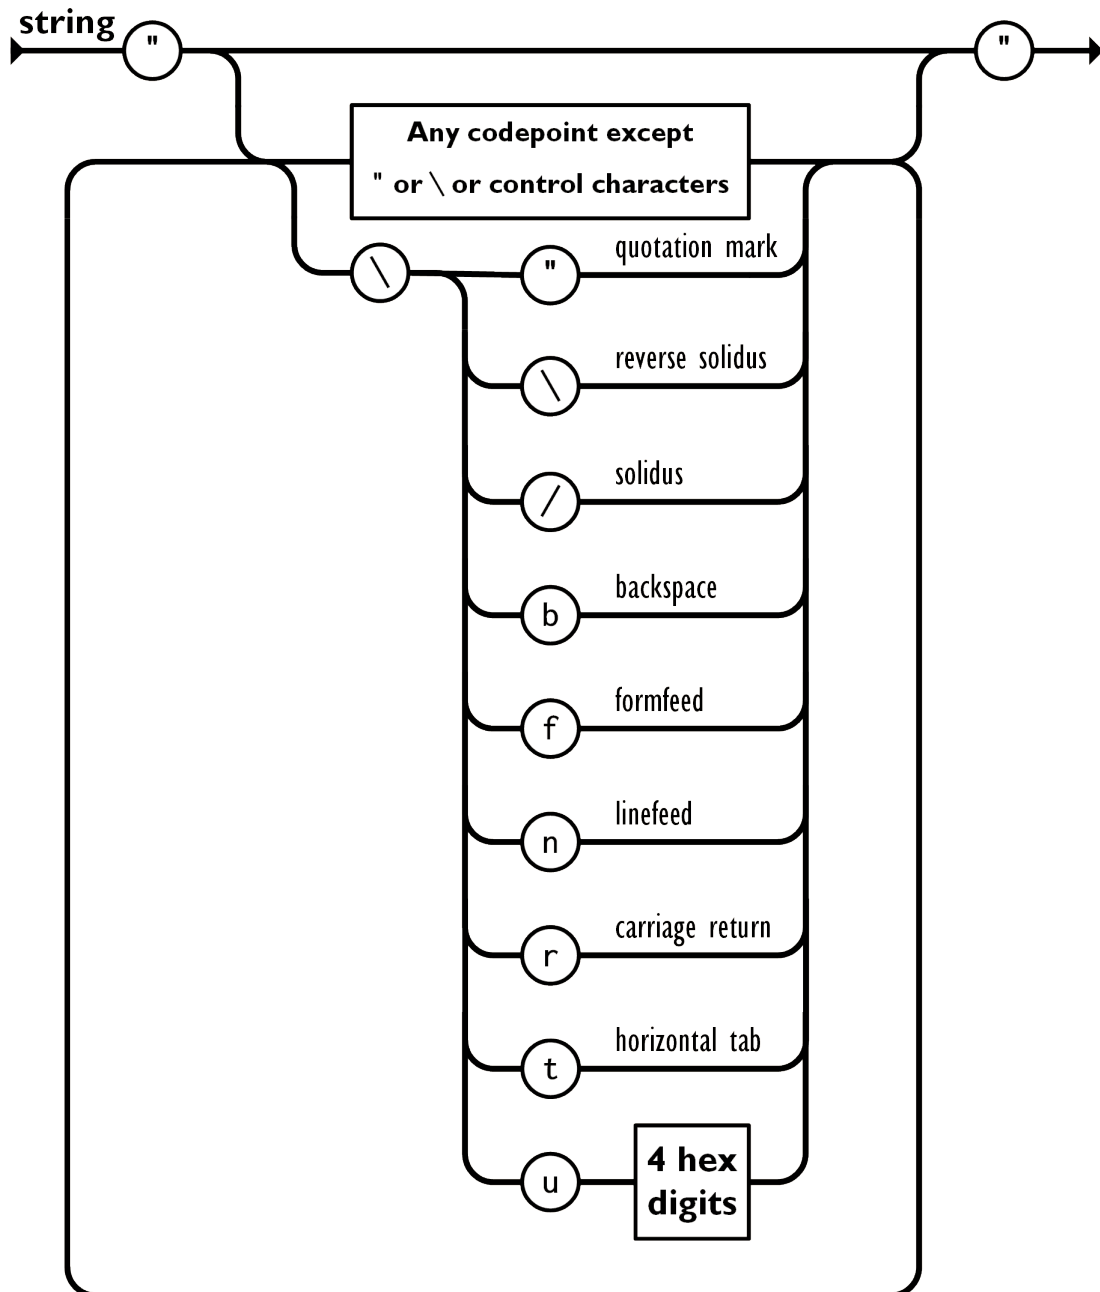 string
" "
Any codepoint except
" or \ or control characters
\ " quotation mark
\ reverse solidus
/ solidus
b backspace
f formfeed
n linefeed
r carriage return
t horizontal tab
u 4 hex
digits